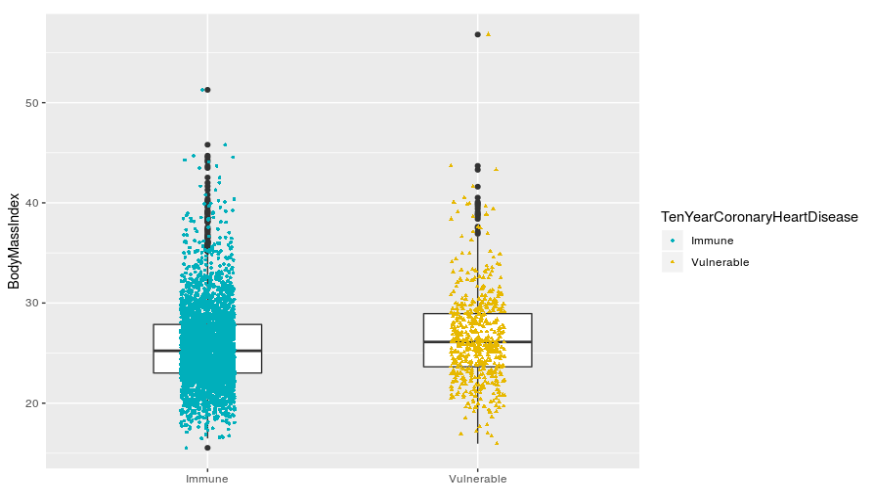 50
40
30
20
BodyMassIndex
Immune
Vulnerable
TenYearCoronaryHeartDisease
Immune
Vulnerable